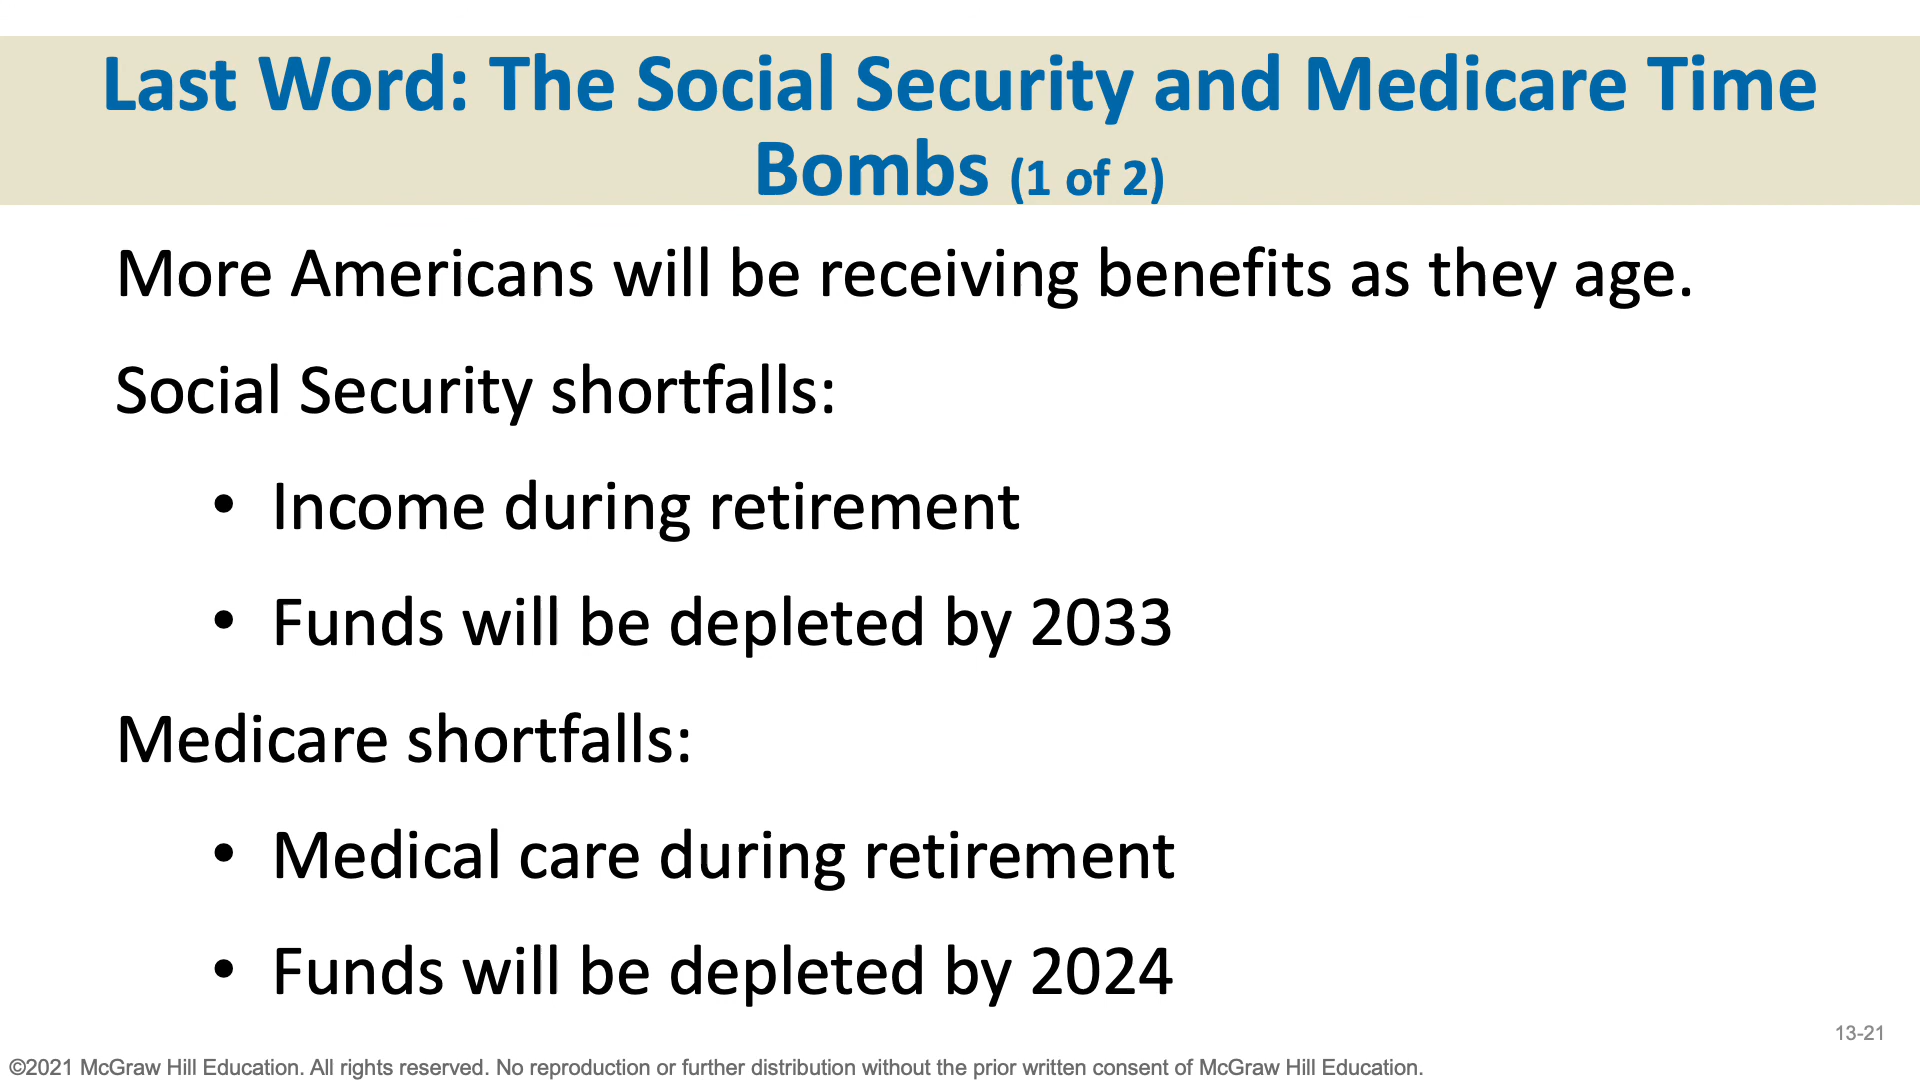 Last Word: The Social Security and Medicare Time
Bombs (1 of 2)
More Americans will be receiving benefits as they age.
Social Security shortfalls:
• Income during retirement
• Funds will be depleted by 2033
Medicare shortfalls:
• Medical care during retirement
• Funds will be depleted by 2024
13-21
©2021 McGraw Hill Education. All rights reserved. No reproduction or further distribution without the prior written consent of McGraw Hill Education.